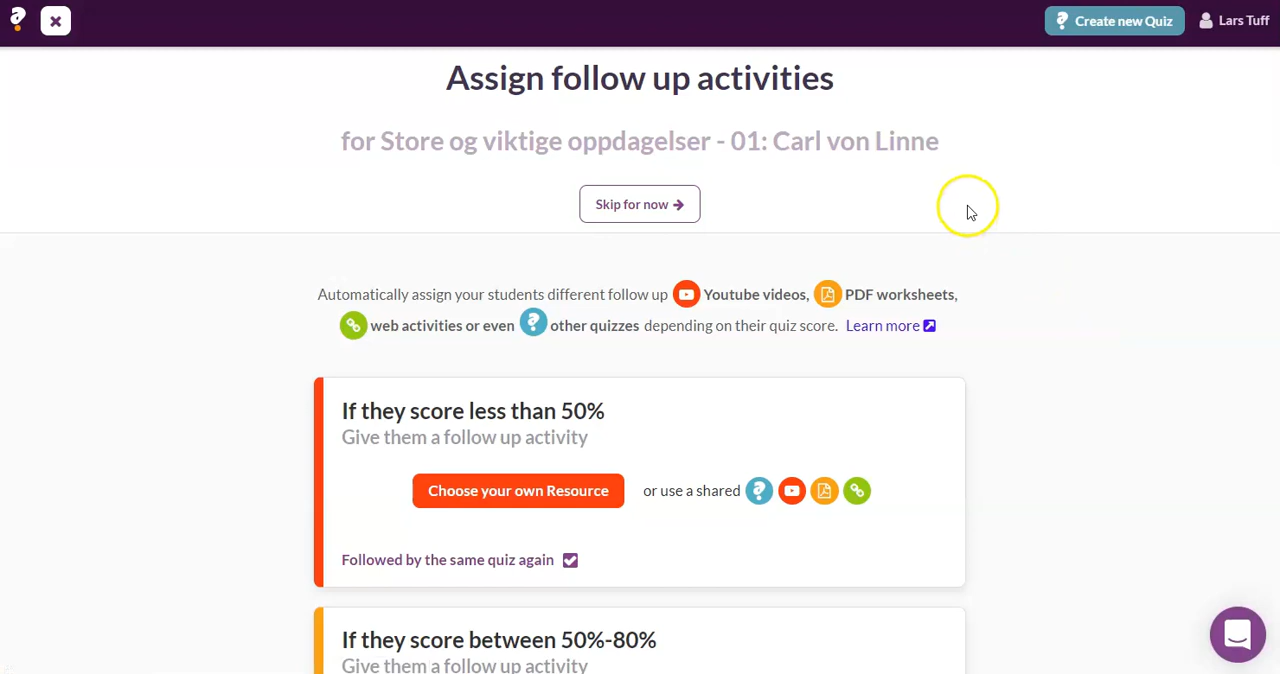 Create new Quiz
Lars Tuff
Assign follow up activities
for Store og viktige oppdagelser - 01: Carl von Linne
Skip for now
Automatically assign your students different follow up Youtube videos, PDF worksheets,
web activities or even other quizzes depending on their quiz score. Learn more
If they score less than 50%
Give them a follow up activity
Choose your own Resource or use a shared
Followed by the same quiz again
If they score between 50%-80%
Give them a follow up activity